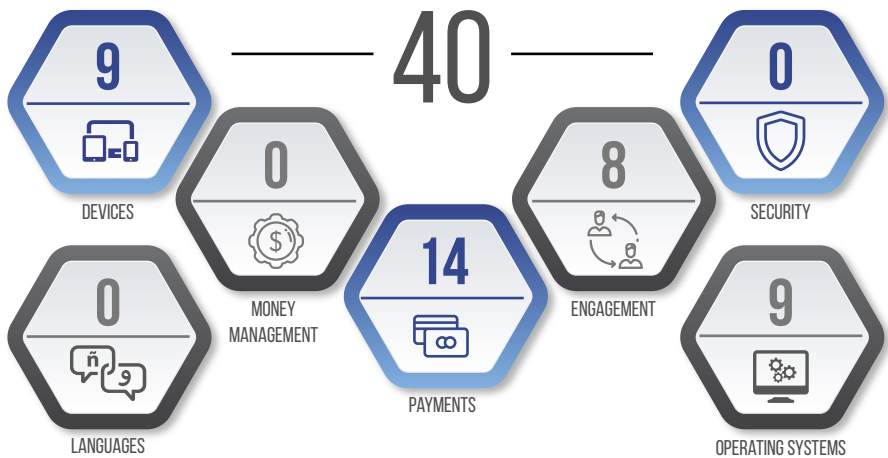 40
9
DEVICES
0
MONEY
MANAGEMENT
14
PAYMENTS
8
ENGAGEMENT
0
SECURITY
0
ñ
و
LANGUAGES
9
OPERATING SYSTEMS